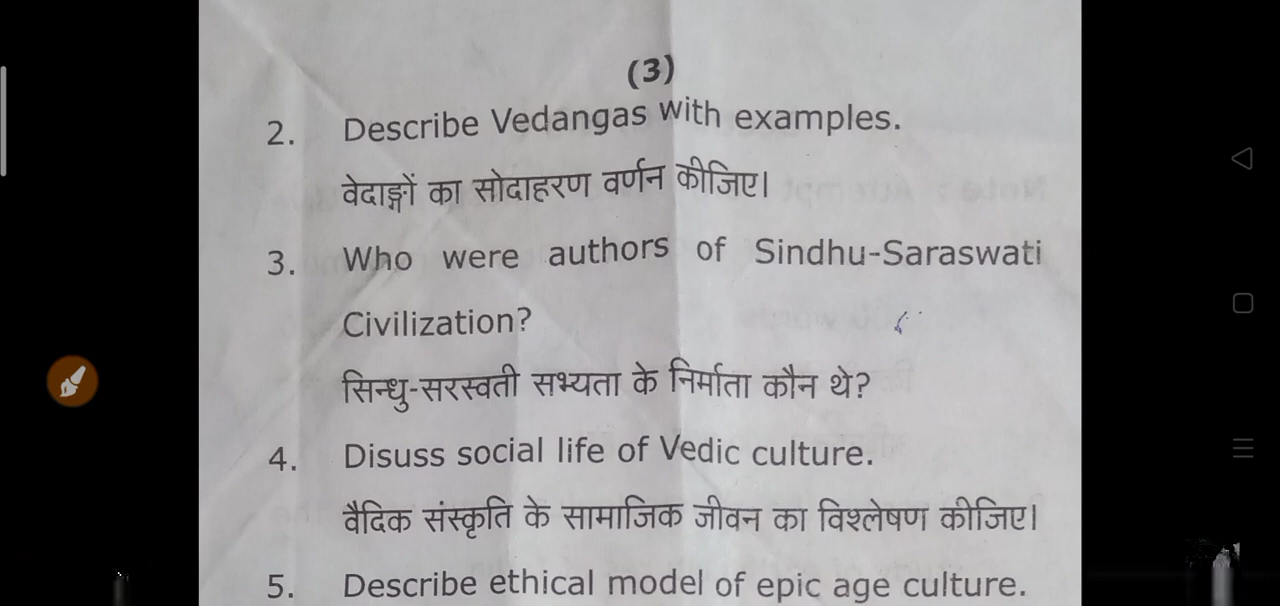 (3)
2. Describe Vedangas with examples.
वेदाङ्गों का सोदाहरण वर्णन कीजिए।
3. Who were authors of Sindhu-Saraswati
Civilization?
सिन्धु-सरस्वती सभ्यता के निर्माता कौन थे?
4. Disuss social life of Vedic culture.
वैदिक संस्कृति के सामाजिक जीवन का विश्लेषण कीजिए।
5. Describe ethical model of epic age culture.